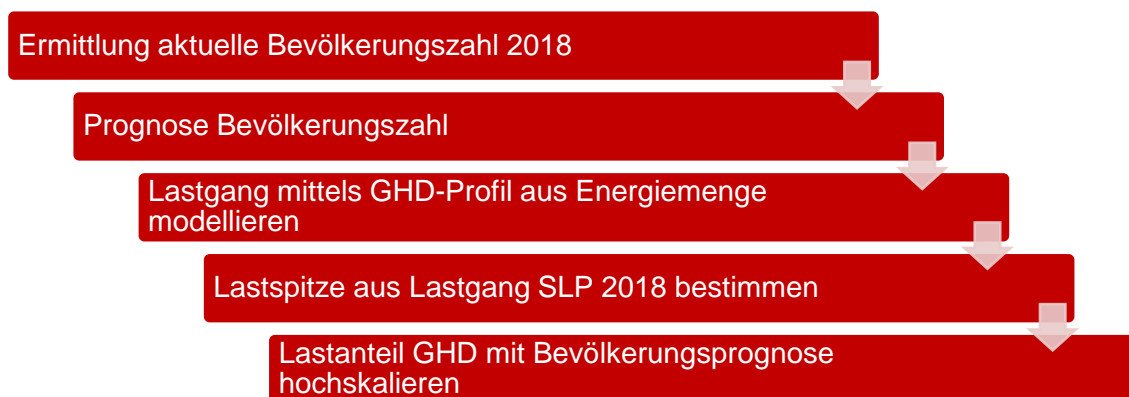 Ermittlung aktuelle Bevölkerungszahl 2018
Prognose Bevölkerungszahl
Lastgang mittels GHD-Profil aus Energiemenge
modellieren
Lastspitze aus Lastgang SLP 2018 bestimmen
Lastanteil GHD mit Bevölkerungsprognose
hochskalieren